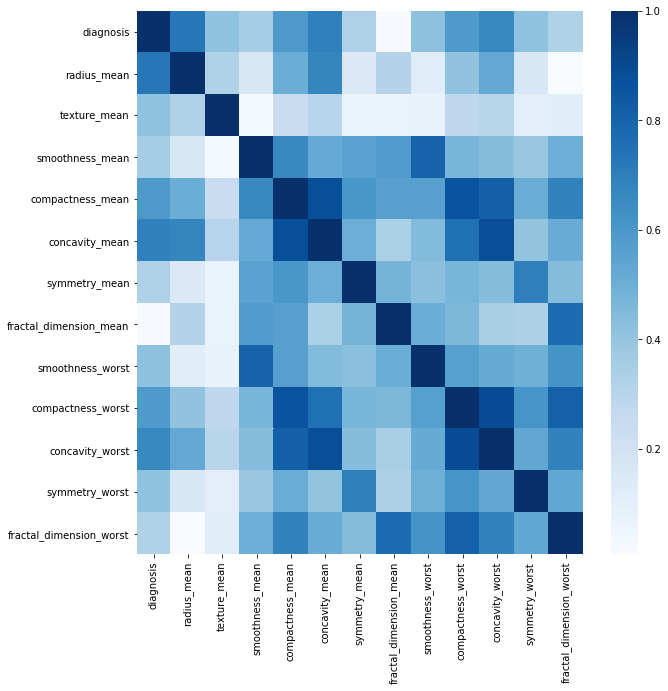 diagnosis
radius_mean
texture_mean
smoothness_mean
compactness_mean
concavity_mean
symmetry_mean
fractal_dimension_mean
smoothness_worst
compactness_worst
concavity_worst
symmetry_worst
fractal_dimension_worst
diagnosis
radius_mean
texture_mean
smoothness_mean
compactness_mean
concavity_mean
symmetry_mean
fractal_dimension_mean
smoothness_worst
compactness_worst
concavity_worst
symmetry_worst
fractal_dimension_worst
1.0
0.8
0.6
0.4
0.2